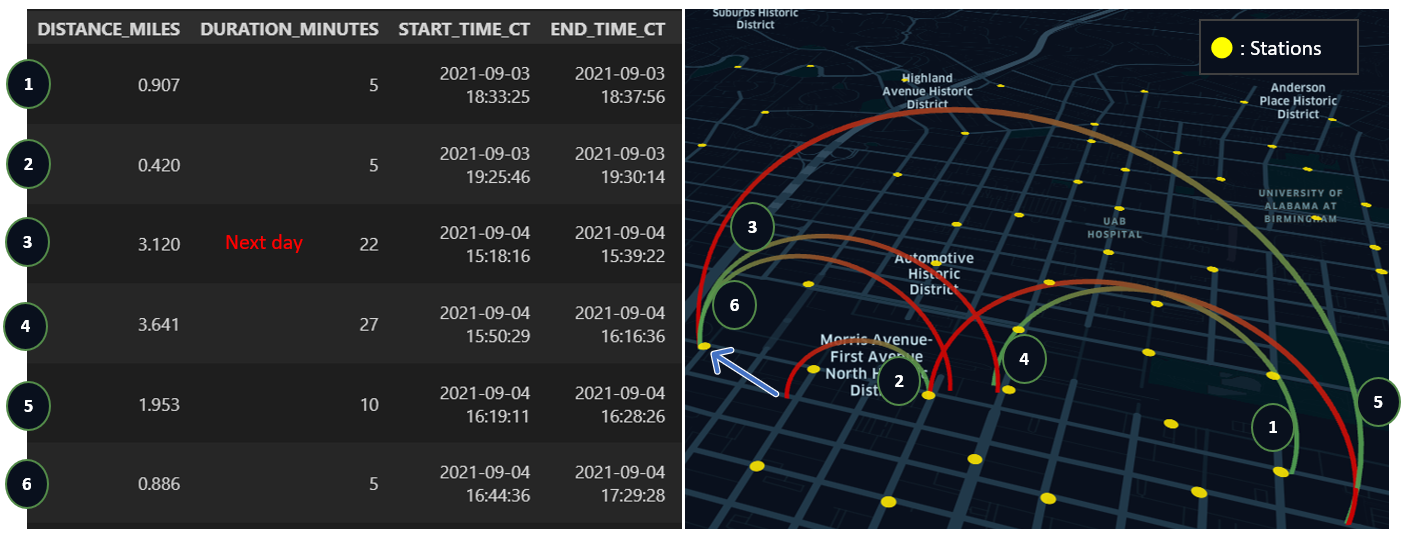 DISTANCE_MILES DURATION_MINUTES START_TIME_CT END_TIME_CT
1 0.907 5 2021-09-03 18:33:25 2021-09-03 18:37:56
2 0.420 5 2021-09-03 19:25:46 2021-09-03 19:30:14
3 3.120 Next day 22 2021-09-04 15:18:16 2021-09-04 15:39:22
4 3.641 27 2021-09-04 15:50:29 2021-09-04 16:16:36
5 1.953 10 2021-09-04 16:19:11 2021-09-04 16:28:26
6 0.886 5 2021-09-04 16:44:36 2021-09-04 17:29:28
Suburbs Historic
District
: Stations
Highland
Avenue Historic
District
Anderson
Place Historic
District
UNIVERSITY OF
ALABAMA AT
BIRMINGHAM
UAB
HOSPITAL
3
Automotive
Historic
District
6
Morris Avenue-
First Avenue
North
District
2
4
5
1